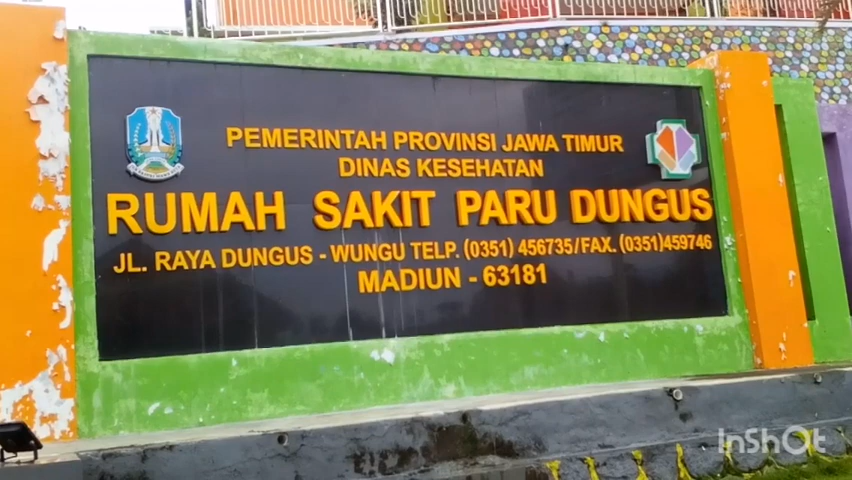 PEMERINTAH PROVINSI JAWA TIMUR
DINAS KESEHATAN
RUMAH SAKIT PARU DUNGUS
JL. RAYA DUNGUS - WUNGU TELP. (0351) 456735/FAX. (0351)459746
MADIUN - 63181
InShOt